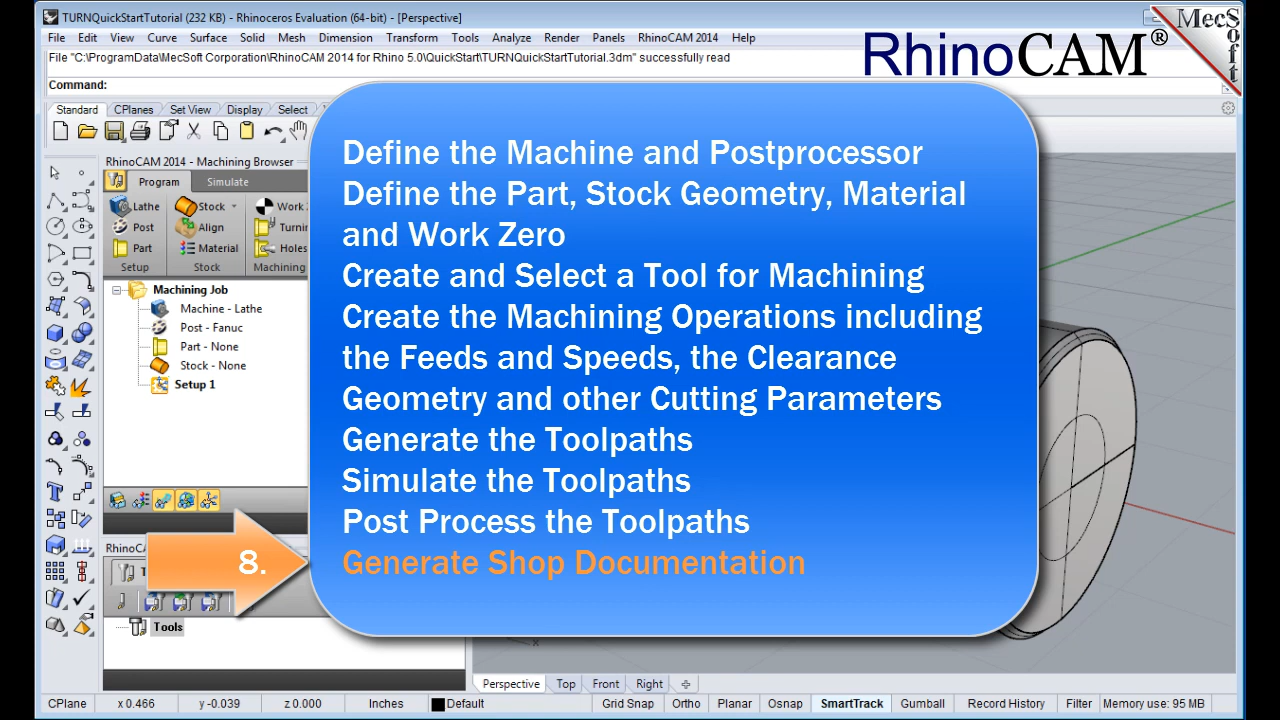 TURNQuickStartTutorial (232 KB) - Rhinoceros Evaluation (64-bit) - [Perspective]
File Edit View Curve Surface Solid Mesh Dimension Transform Tools Analyze Render Panels RhinoCAM 2014 Help
File "C:\ProgramData\MecSoft Corporation\RhinoCAM 2014 for Rhino 5.0\QuickStart\TURNQuickStartTutorial.3dm" successfully read
Command:
RhinoCAM®
MecSoft
Standard CPlanes Set View Display Select
RhinoCAM 2014 - Machining Browser
Program Simulate
Lathe Stock Work
Post Align Turnin
Part Material Holes
Setup Stock Machining
Machining Job
Machine - Lathe
Post - Fanuc
Part - None
Stock - None
Setup 1
Define the Machine and Postprocessor
Define the Part, Stock Geometry, Material
and Work Zero
Create and Select a Tool for Machining
Create the Machining Operations including
the Feeds and Speeds, the Clearance
Geometry and other Cutting Parameters
Generate the Toolpaths
Simulate the Toolpaths
Post Process the Toolpaths
8. Generate Shop Documentation
RhinoC
T
Tools
x
Perspective Top Front Right
CPlane x 0.466 y -0.039 z 0.000 Inches Default Grid Snap Ortho Planar Osnap SmartTrack Gumball Record History Filter Memory use: 95 MB